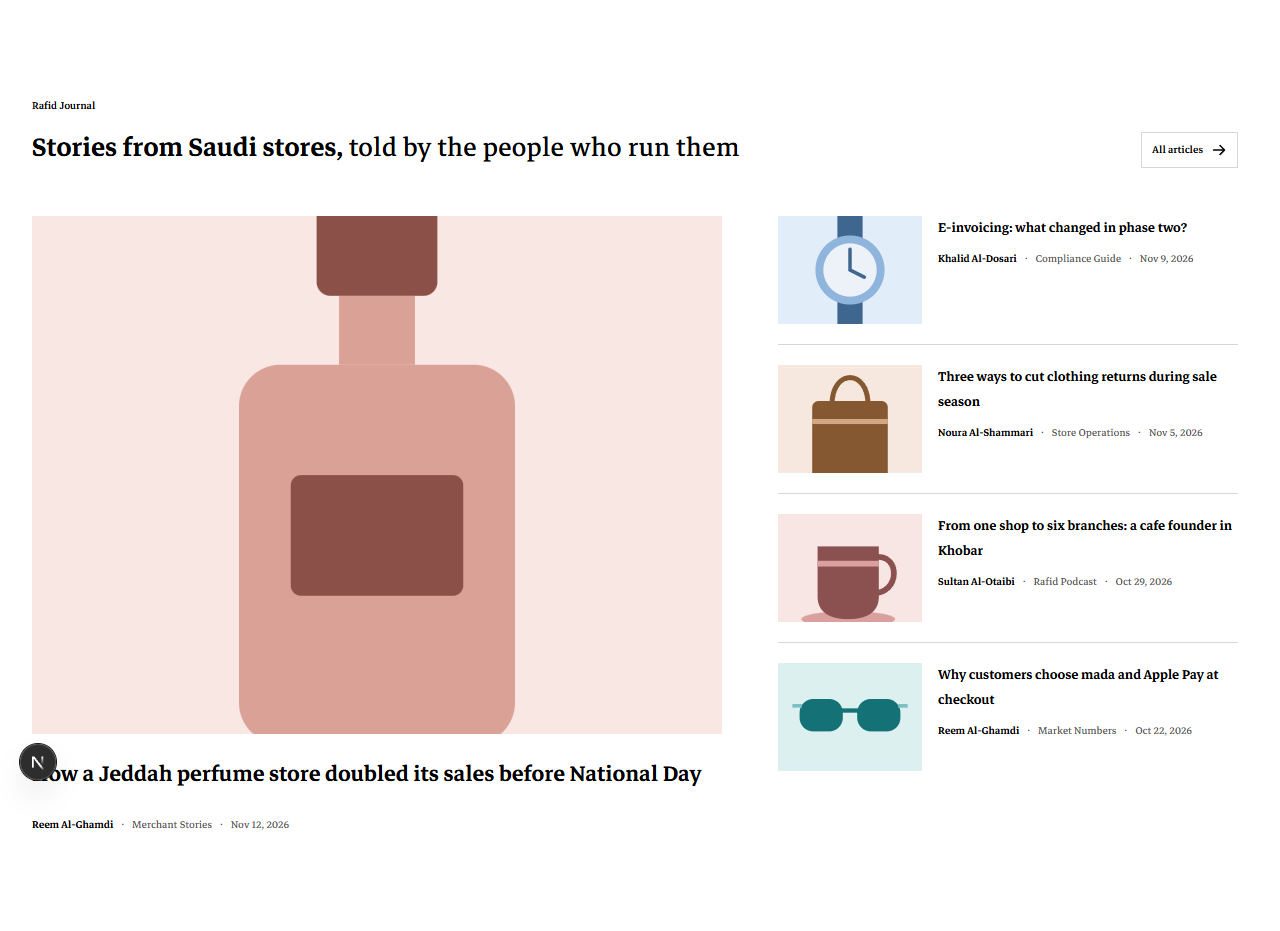 Rafid Journal
Stories from Saudi stores, told by the people who run them
All articles
N
ow a Jeddah perfume store doubled its sales before National Day
Reem Al-Ghamdi · Merchant Stories · Nov 12, 2026
E-invoicing: what changed in phase two?
Khalid Al-Dosari · Compliance Guide · Nov 9, 2026
Three ways to cut clothing returns during sale
season
Noura Al-Shammari · Store Operations · Nov 5, 2026
From one shop to six branches: a cafe founder in
Khobar
Sultan Al-Otaibi · Rafid Podcast · Oct 29, 2026
Why customers choose mada and Apple Pay at
checkout
Reem Al-Ghamdi · Market Numbers · Oct 22, 2026